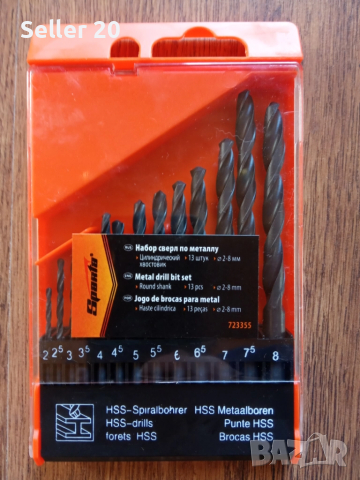 Seller 20
Набор сверл по металлу
• Цилиндрический хвостовик • 13 штук • ⌀ 2-8 мм
Metal drill bit set
• Round shank • 13 pcs • ⌀ 2-8 mm
Jogo de brocas para metal
• Haste cilíndrica • 13 peças • ⌀ 2-8 mm
723355
Sparta
2 2⁵ 3 3⁵ 4 4⁵ 5 5⁵ 6 6⁵ 7 7⁵ 8
HSS-Spiralbohrer HSS Metaalboren
HSS-drills Punte HSS
forets HSS Brocas HSS
bazar